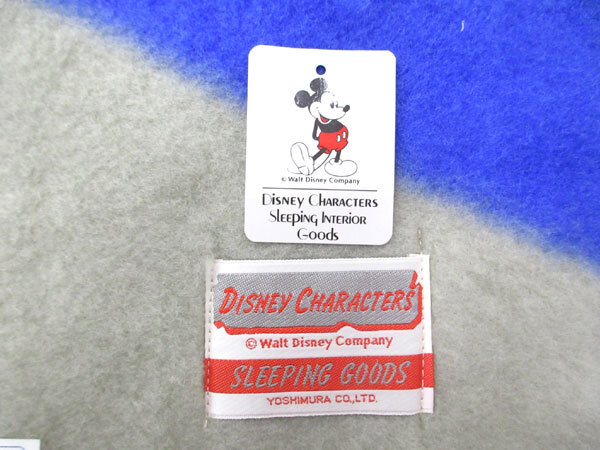 © Walt Disney Company
Disney Characters
Sleeping Interior
Goods
DISNEY CHARACTERS
© Walt Disney Company
SLEEPING GOODS
YOSHIMURA CO.,LTD.